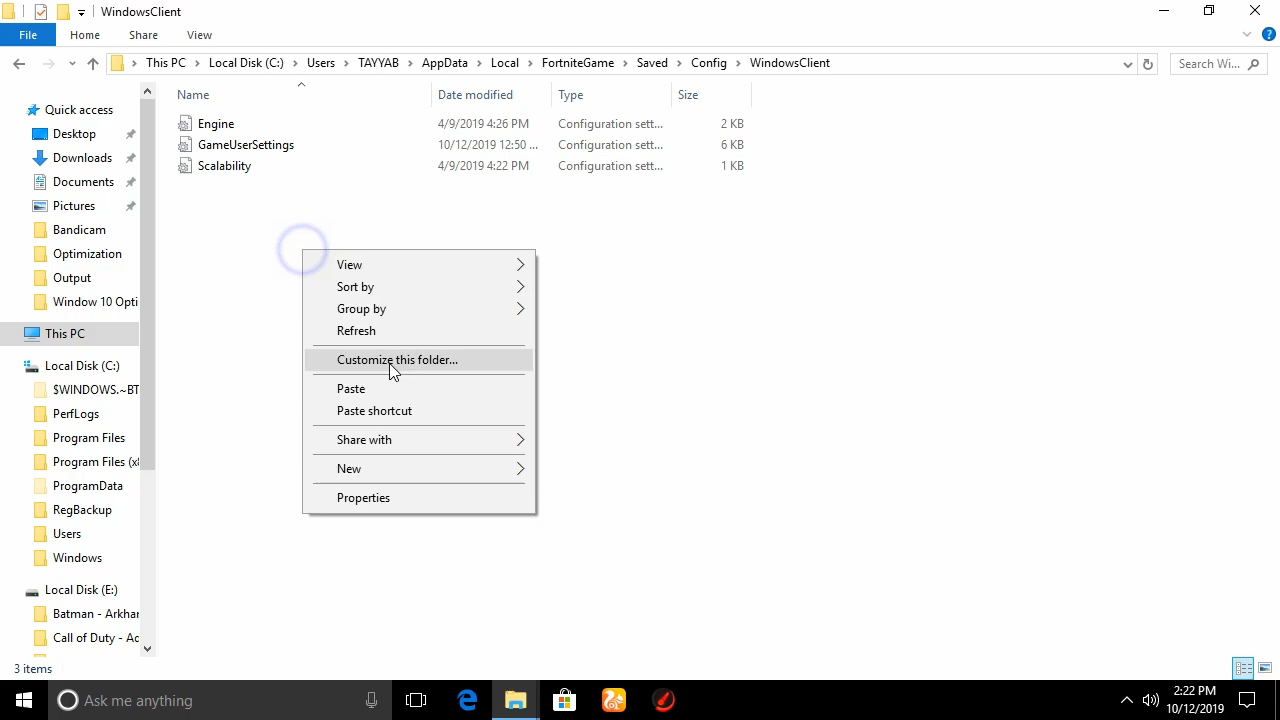 WindowsClient
File Home Share View
This PC Local Disk (C:) Users TAYYAB AppData Local FortniteGame Saved Config WindowsClient Search Wi...
Name Date modified Type Size
Quick access
Desktop
Downloads
Documents
Pictures
Bandicam
Optimization
Output
Window 10 Opti
This PC
Local Disk (C:)
$WINDOWS.~BT
PerfLogs
Program Files
Program Files (x
ProgramData
RegBackup
Users
Windows
Local Disk (E:)
Batman - Arkhar
Call of Duty - Ad
Engine 4/9/2019 4:26 PM Configuration sett... 2 KB
GameUserSettings 10/12/2019 12:50 ... Configuration sett... 6 KB
Scalability 4/9/2019 4:22 PM Configuration sett... 1 KB
View
Sort by
Group by
Refresh
Customize this folder...
Paste
Paste shortcut
Share with
New
Properties
3 items
Ask me anything
2:22 PM
10/12/2019